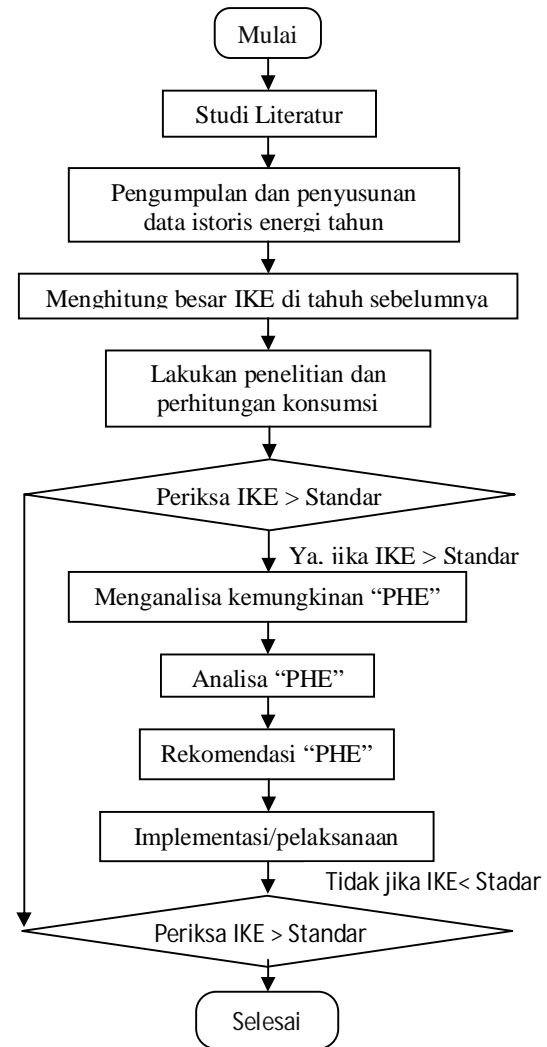 Mulai
Studi Literatur
Pengumpulan dan penyusunan
data istoris energi tahun
Menghitung besar IKE di tahuh sebelumnya
Lakukan penelitian dan
perhitungan konsumsi
Periksa IKE > Standar
Ya, jika IKE > Standar
Menganalisa kemungkinan “PHE”
Analisa “PHE”
Rekomendasi “PHE”
Implementasi/pelaksanaan
Tidak jika IKE< Stadar
Periksa IKE > Standar
Selesai